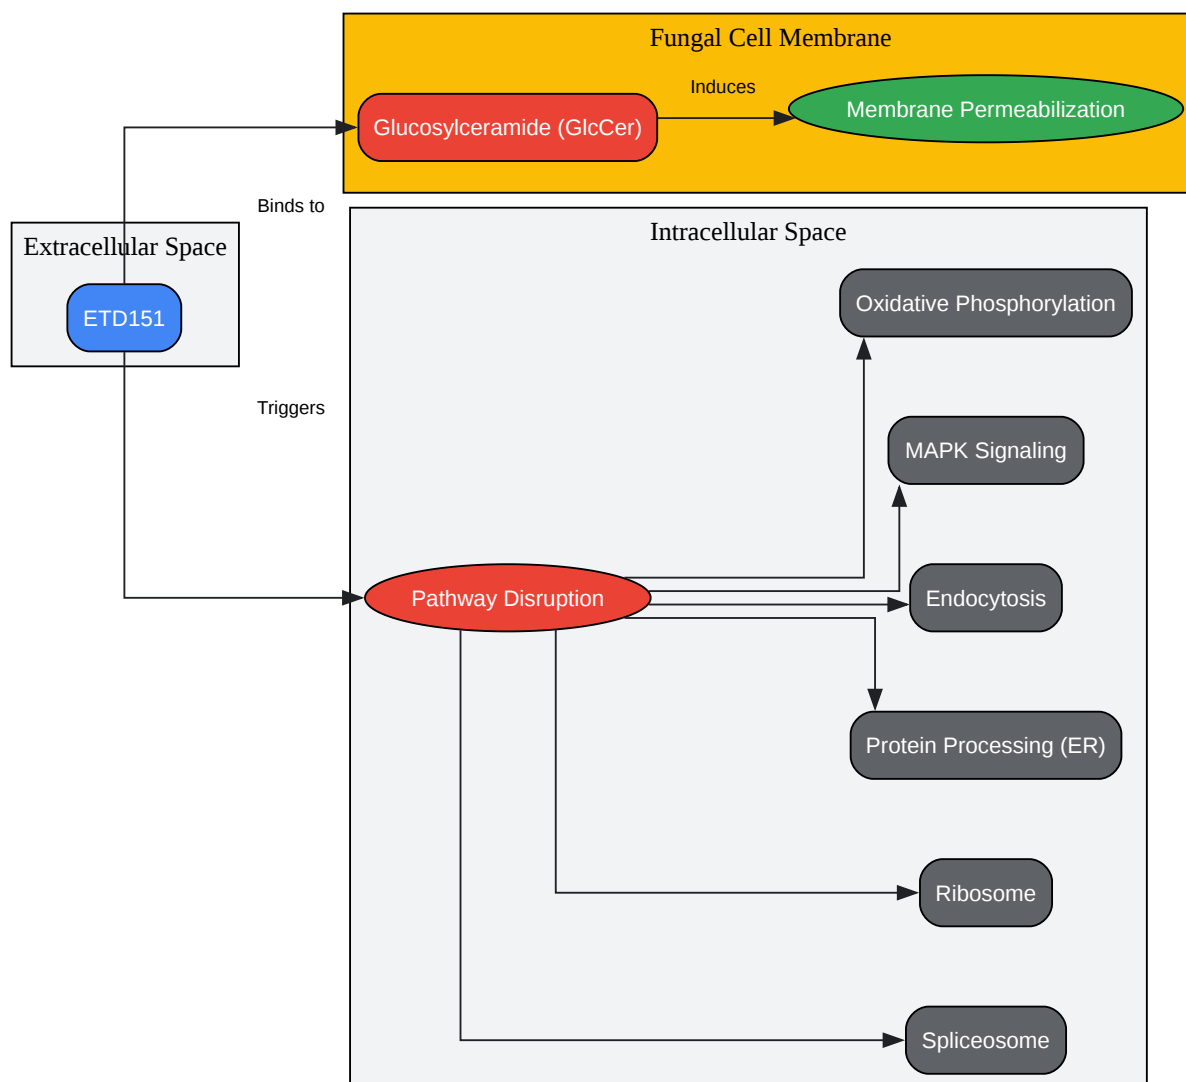 Fungal Cell Membrane
Induces
Glucosylceramide (GlcCer)
Membrane Permeabilization
Binds to
Extracellular Space
ETD151
Triggers
Intracellular Space
Oxidative Phosphorylation
MAPK Signaling
Pathway Disruption
Endocytosis
Protein Processing (ER)
Ribosome
Spliceosome